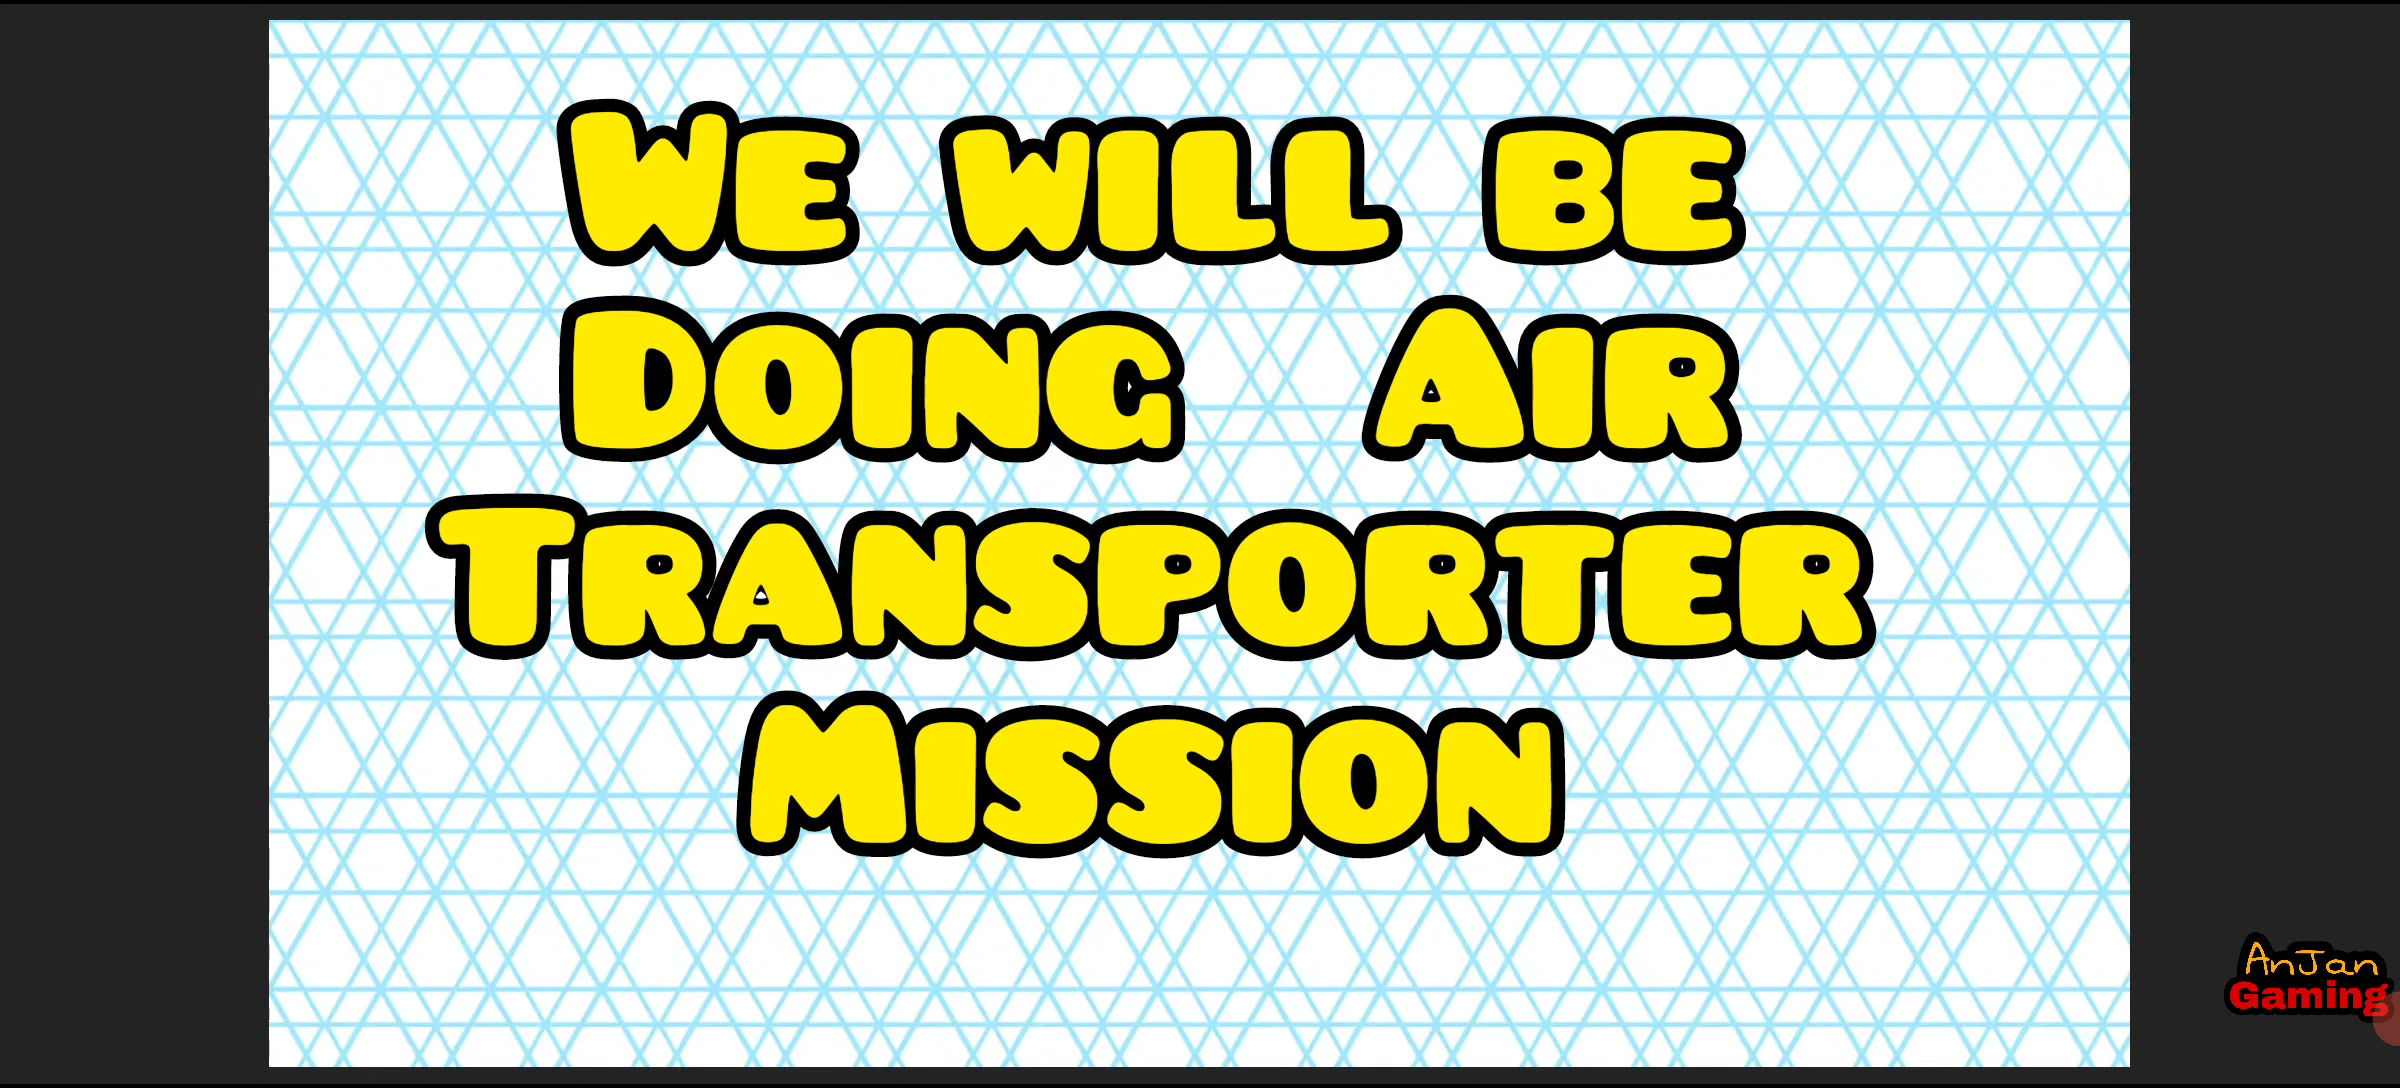 We will be
Doing Air
Transporter
Mission
AnJan
Gaming